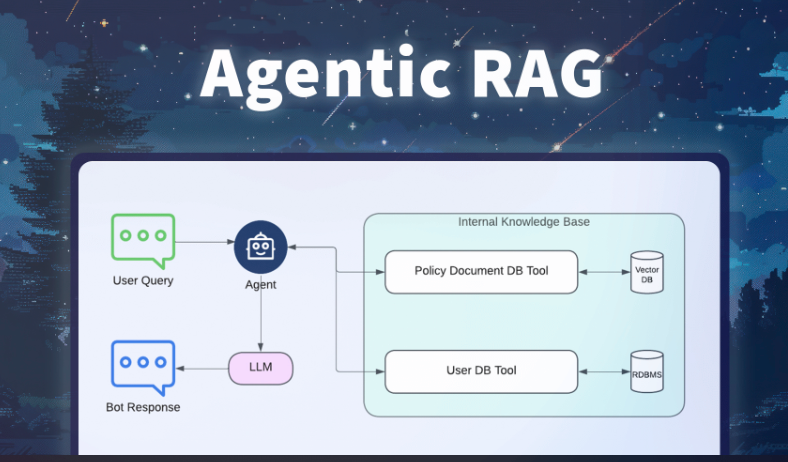 Agentic RAG
Internal Knowledge Base
User Query
Agent
Policy Document DB Tool
Vector
DB
LLM
User DB Tool
RDBMS
Bot Response